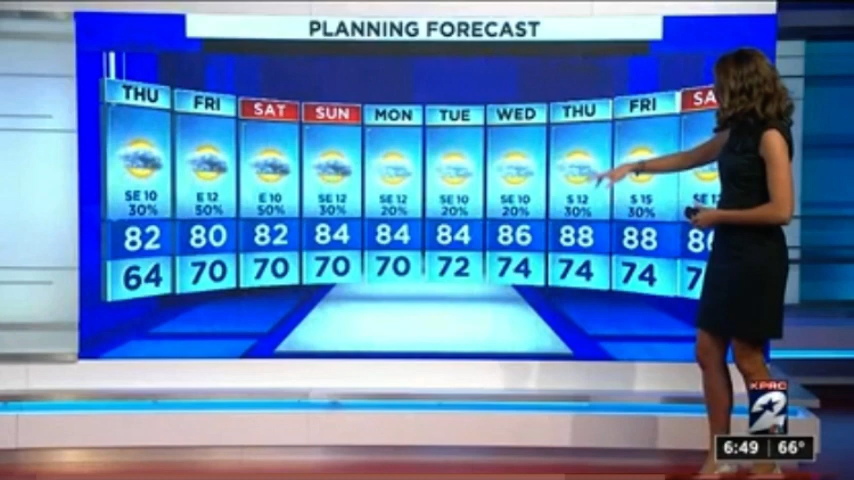 PLANNING FORECAST
THU FRI SAT SUN MON TUE WED THU FRI
SE 10 E 12 E 10 SE 12 SE 12 SE 10 SE 10 S 12 S 15
30% 50% 50% 30% 20% 20% 20% 30% 30%
82 80 82 84 84 84 86 88 88
64 70 70 70 70 72 74 74 74
KPRC
2
6:49 66°